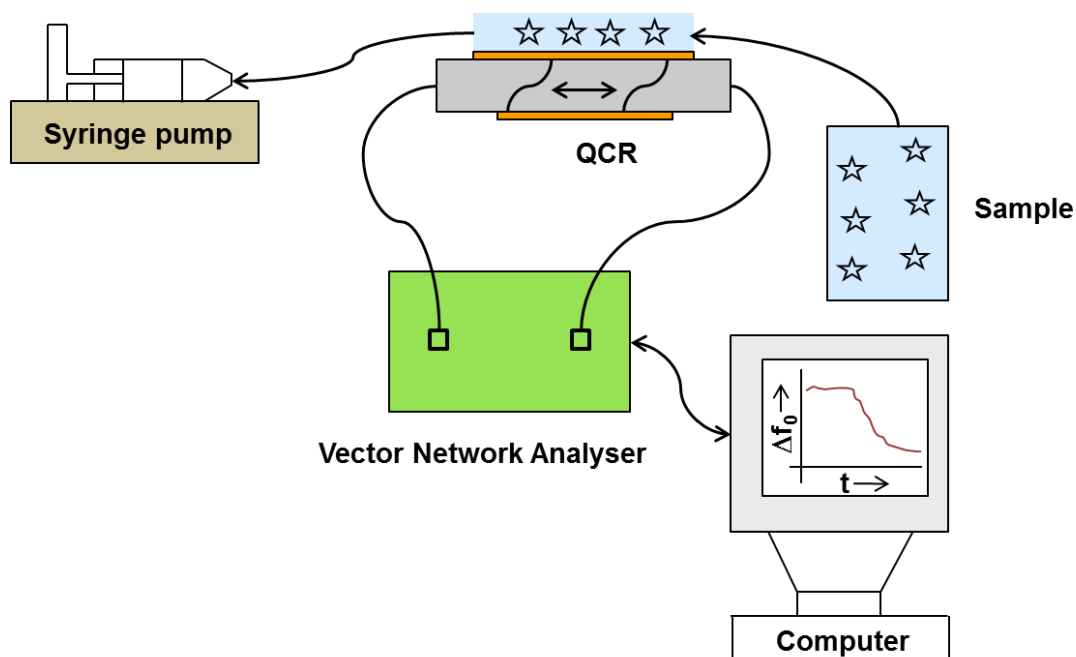 Syringe pump
QCR
Sample
Vector Network Analyser
Δf₀
t
Computer